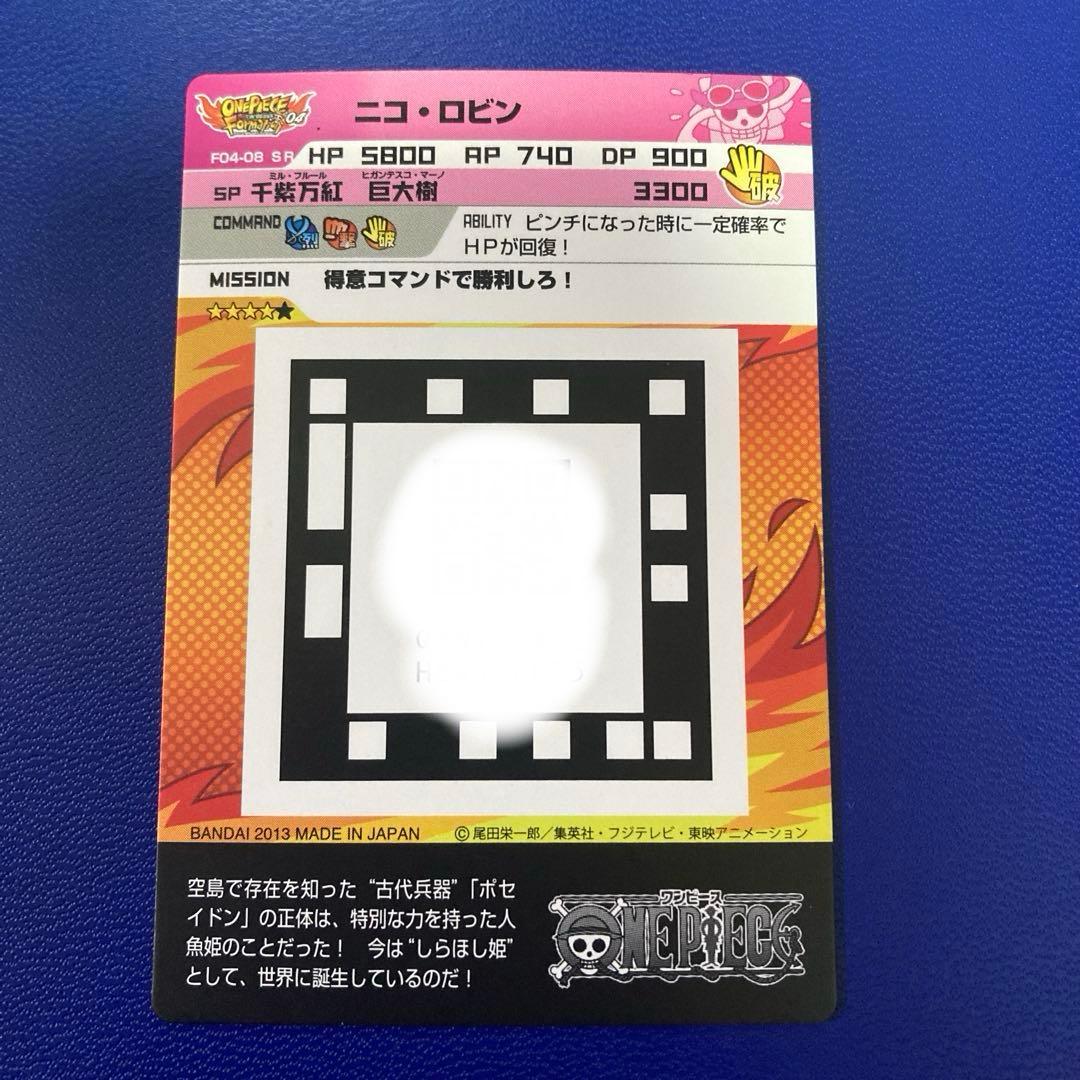 ONE PIECE
Formation '04
ニコ・ロビン
F04-08 SR HP 5800 AP 740 DP 900
ミル・フルール ヒガンテスコ・マーノ
SP 千紫万紅 巨大樹 3300 破
COMMAND 烈 撃 破 ABILITY ピンチになった時に一定確率で
HPが回復!
MISSION 得意コマンドで勝利しろ!
BANDAI 2013 MADE IN JAPAN ©尾田栄一郎/集英社・フジテレビ・東映アニメーション
空島で存在を知った “古代兵器”「ポセ
イドン」の正体は、特別な力を持った人
魚姫のことだった! 今は“しらほし姫”
として、世界に誕生しているのだ!
ワンピース
ONE PIECE